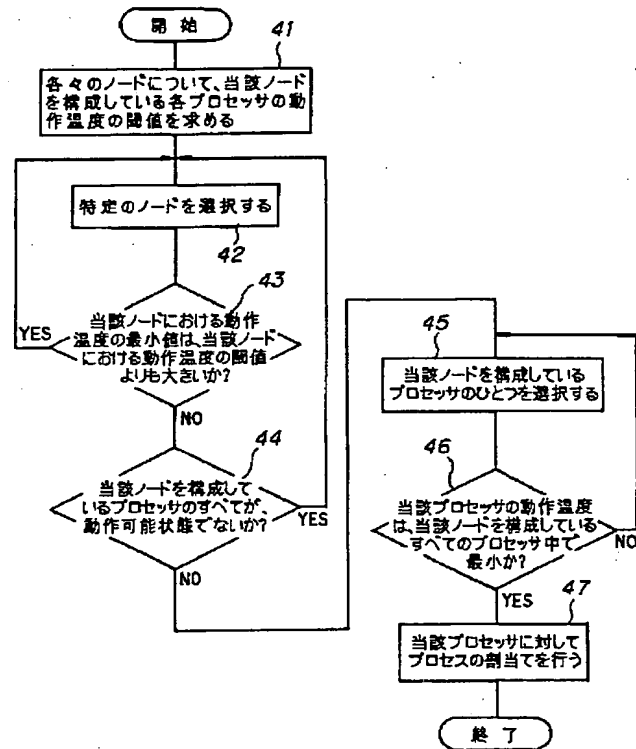 開始
41
各々のノードについて、当該ノード
を構成している各プロセッサの動
作温度の閾値を求める
特定のノードを選択する
42
43
当該ノードにおける動作
温度の最小値は、当該ノード
における動作温度の閾値
よりも大きいか?
YES
NO
44
当該ノードを構成して
いるプロセッサのすべてが、
動作可能状態でないか?
YES
NO
45
当該ノードを構成している
プロセッサのひとつを選択する
46
当該プロセッサの動作温度
は、当該ノードを構成している
すべてのプロセッサ中で
最小か?
NO
YES
47
当該プロセッサに対して
プロセスの割当てを行う
終了